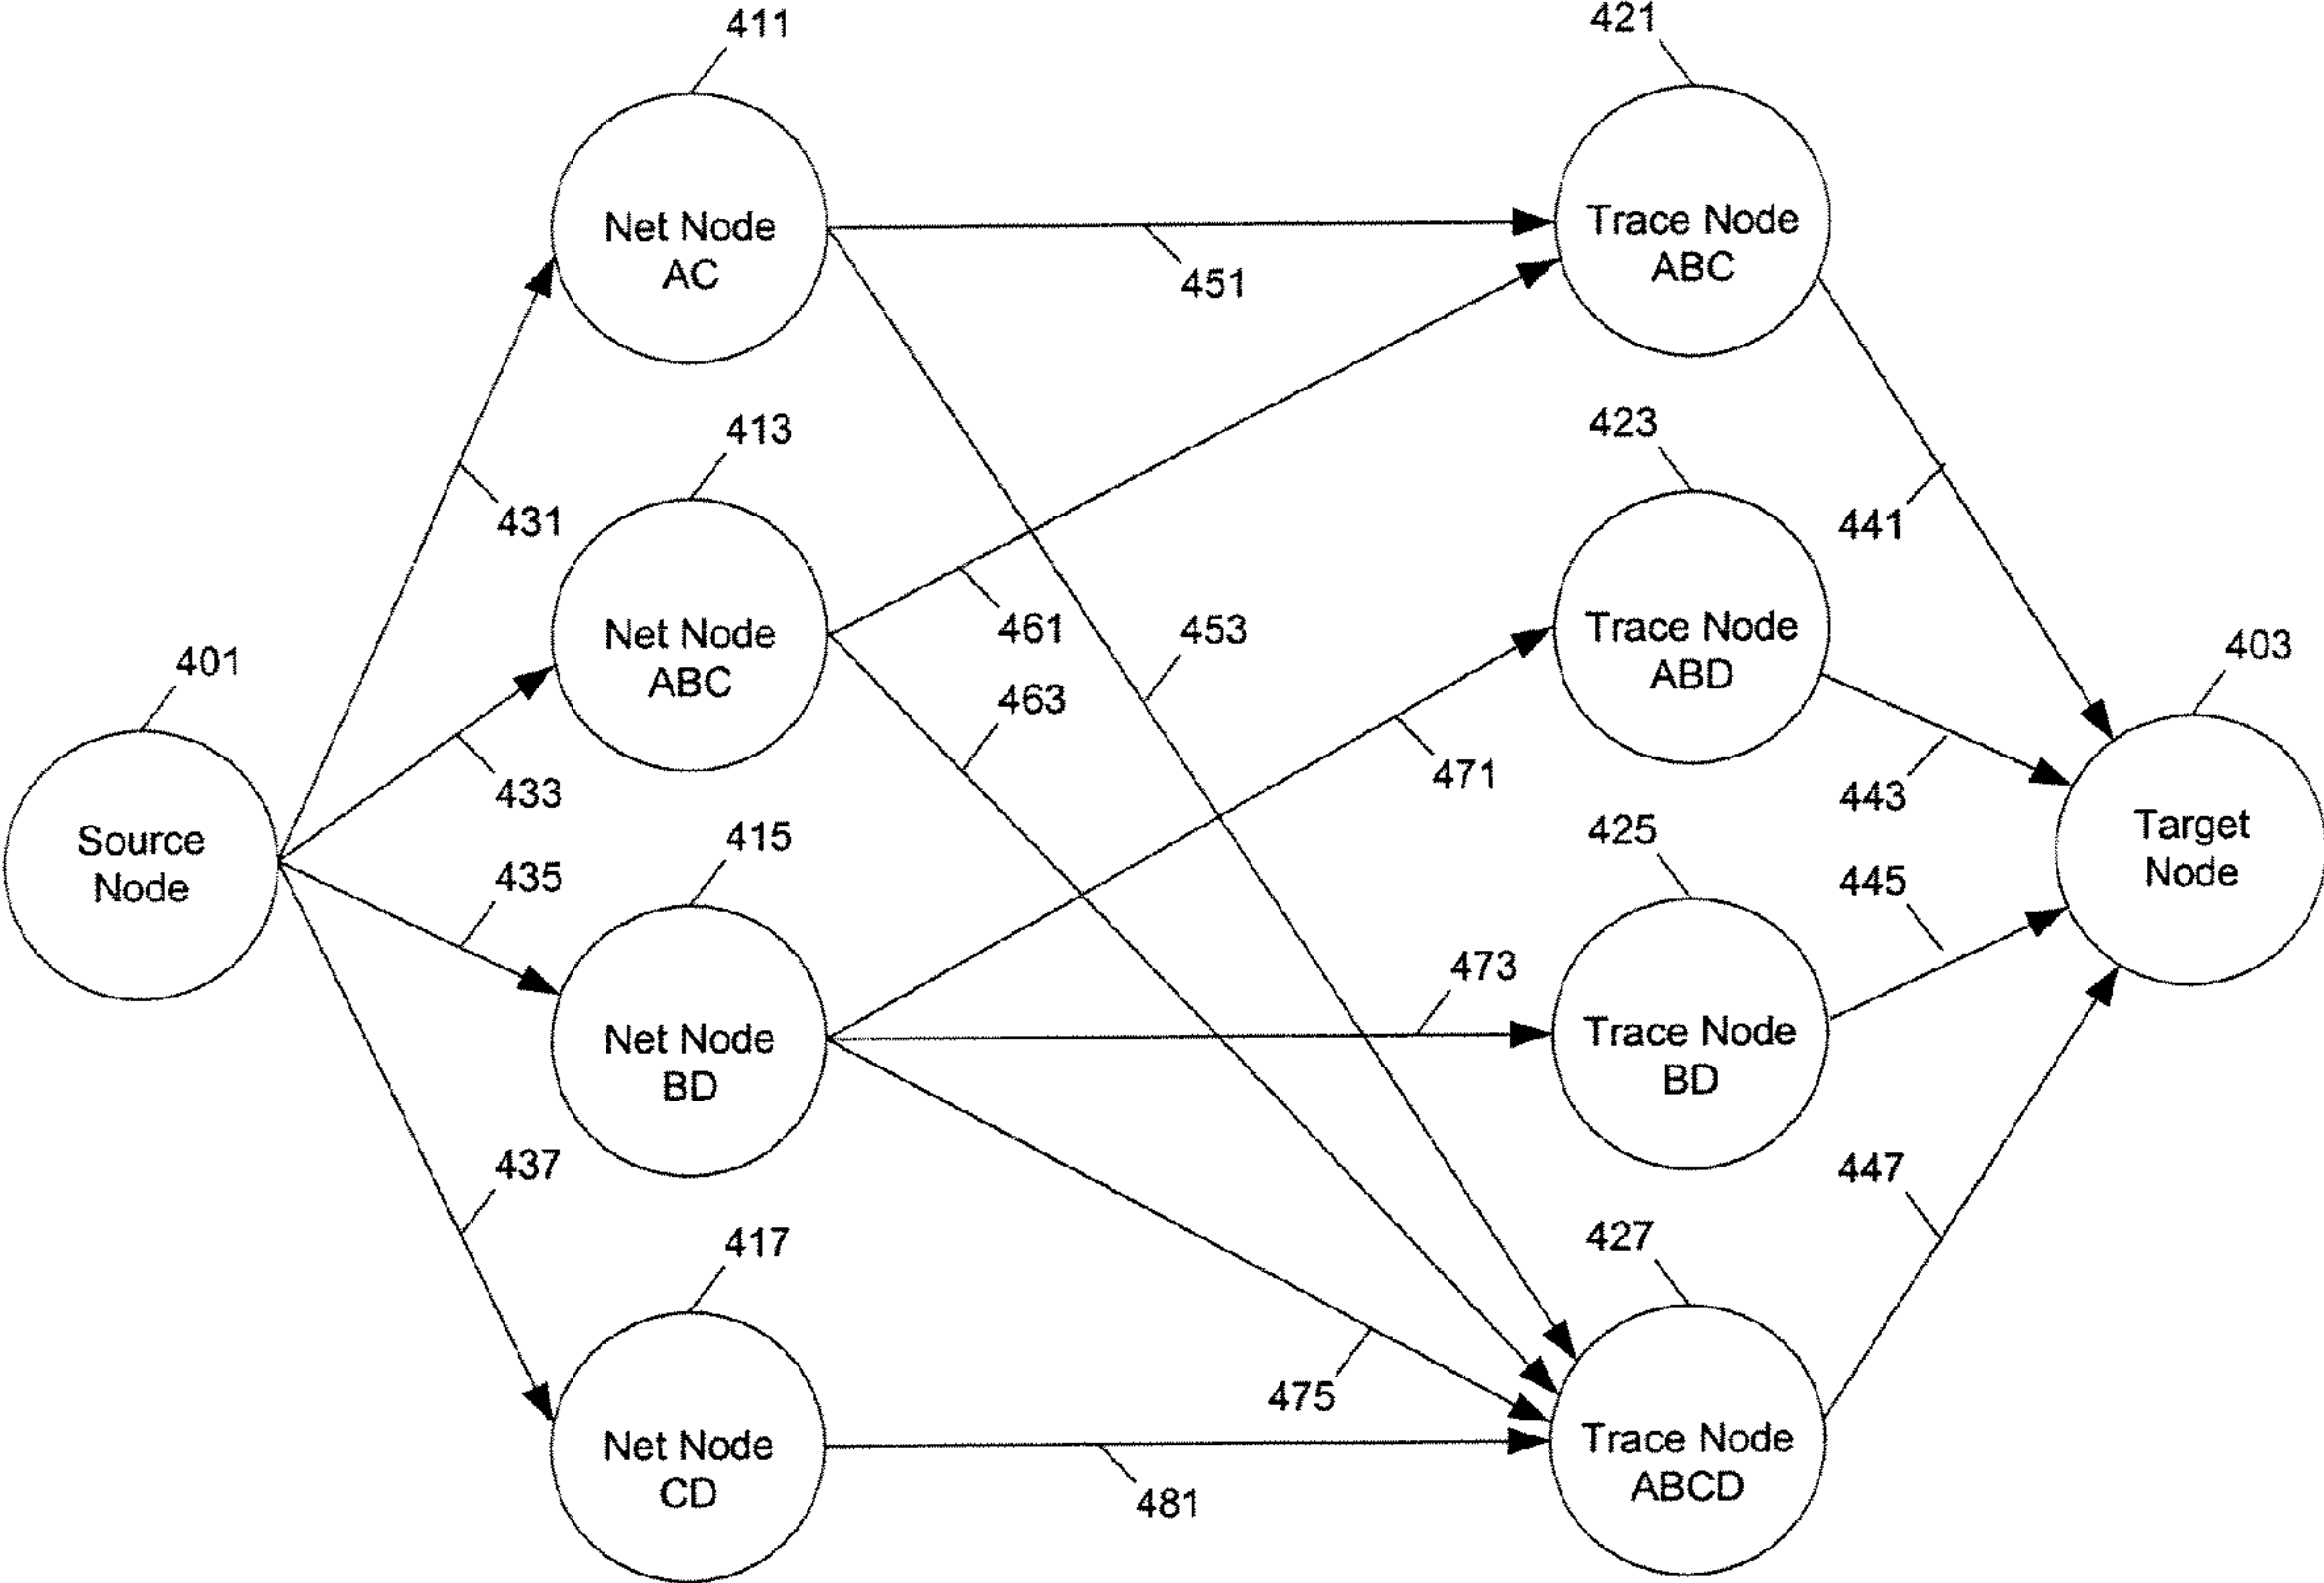 411
421
Net Node
AC
Trace Node
ABC
451
413
423
431
441
461
453
Net Node
ABC
Trace Node
ABD
401
403
463
433
471
443
415
425
Source
Node
Target
Node
435
445
473
Net Node
BD
Trace Node
BD
437
447
417
427
475
Net Node
CD
Trace Node
ABCD
481